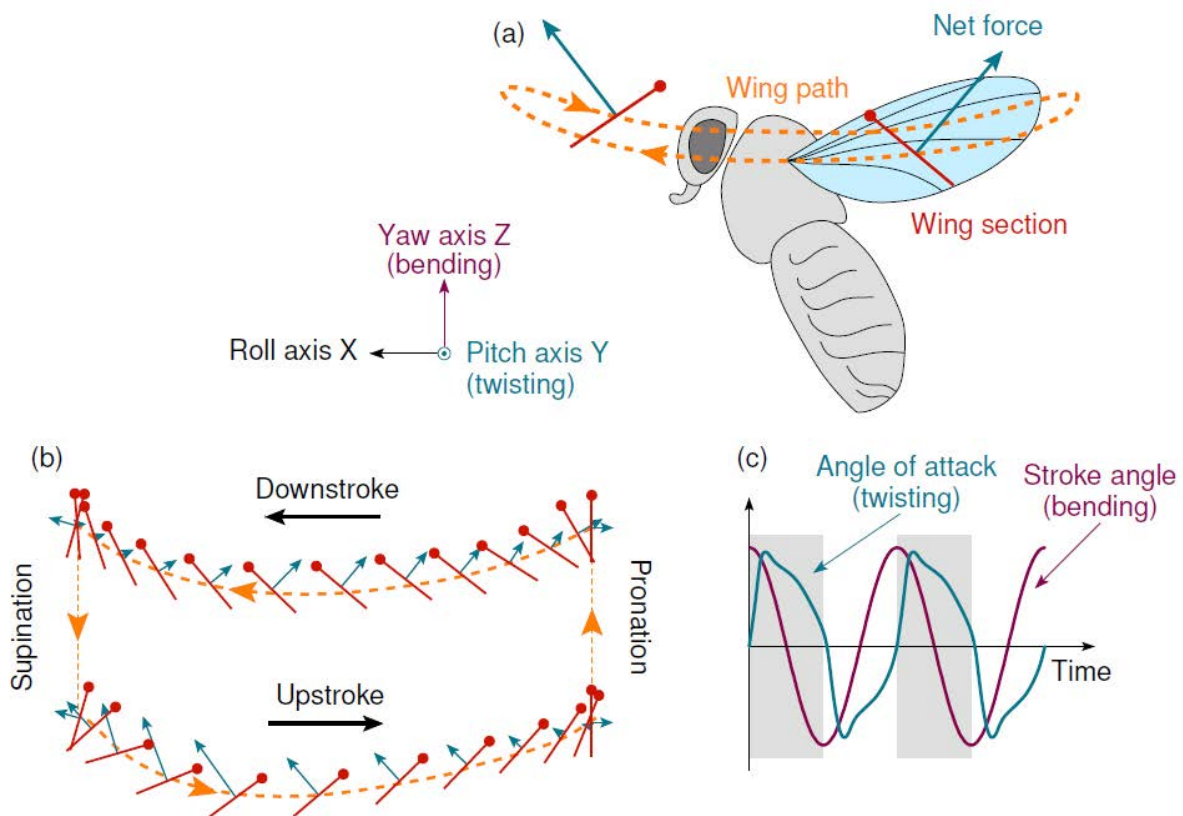 (a)
Net force
Wing path
Wing section
Yaw axis Z
(bending)
Roll axis X
Pitch axis Y
(twisting)
(b)
Downstroke
Supination
Pronation
Upstroke
(c)
Angle of attack
(twisting)
Stroke angle
(bending)
Time